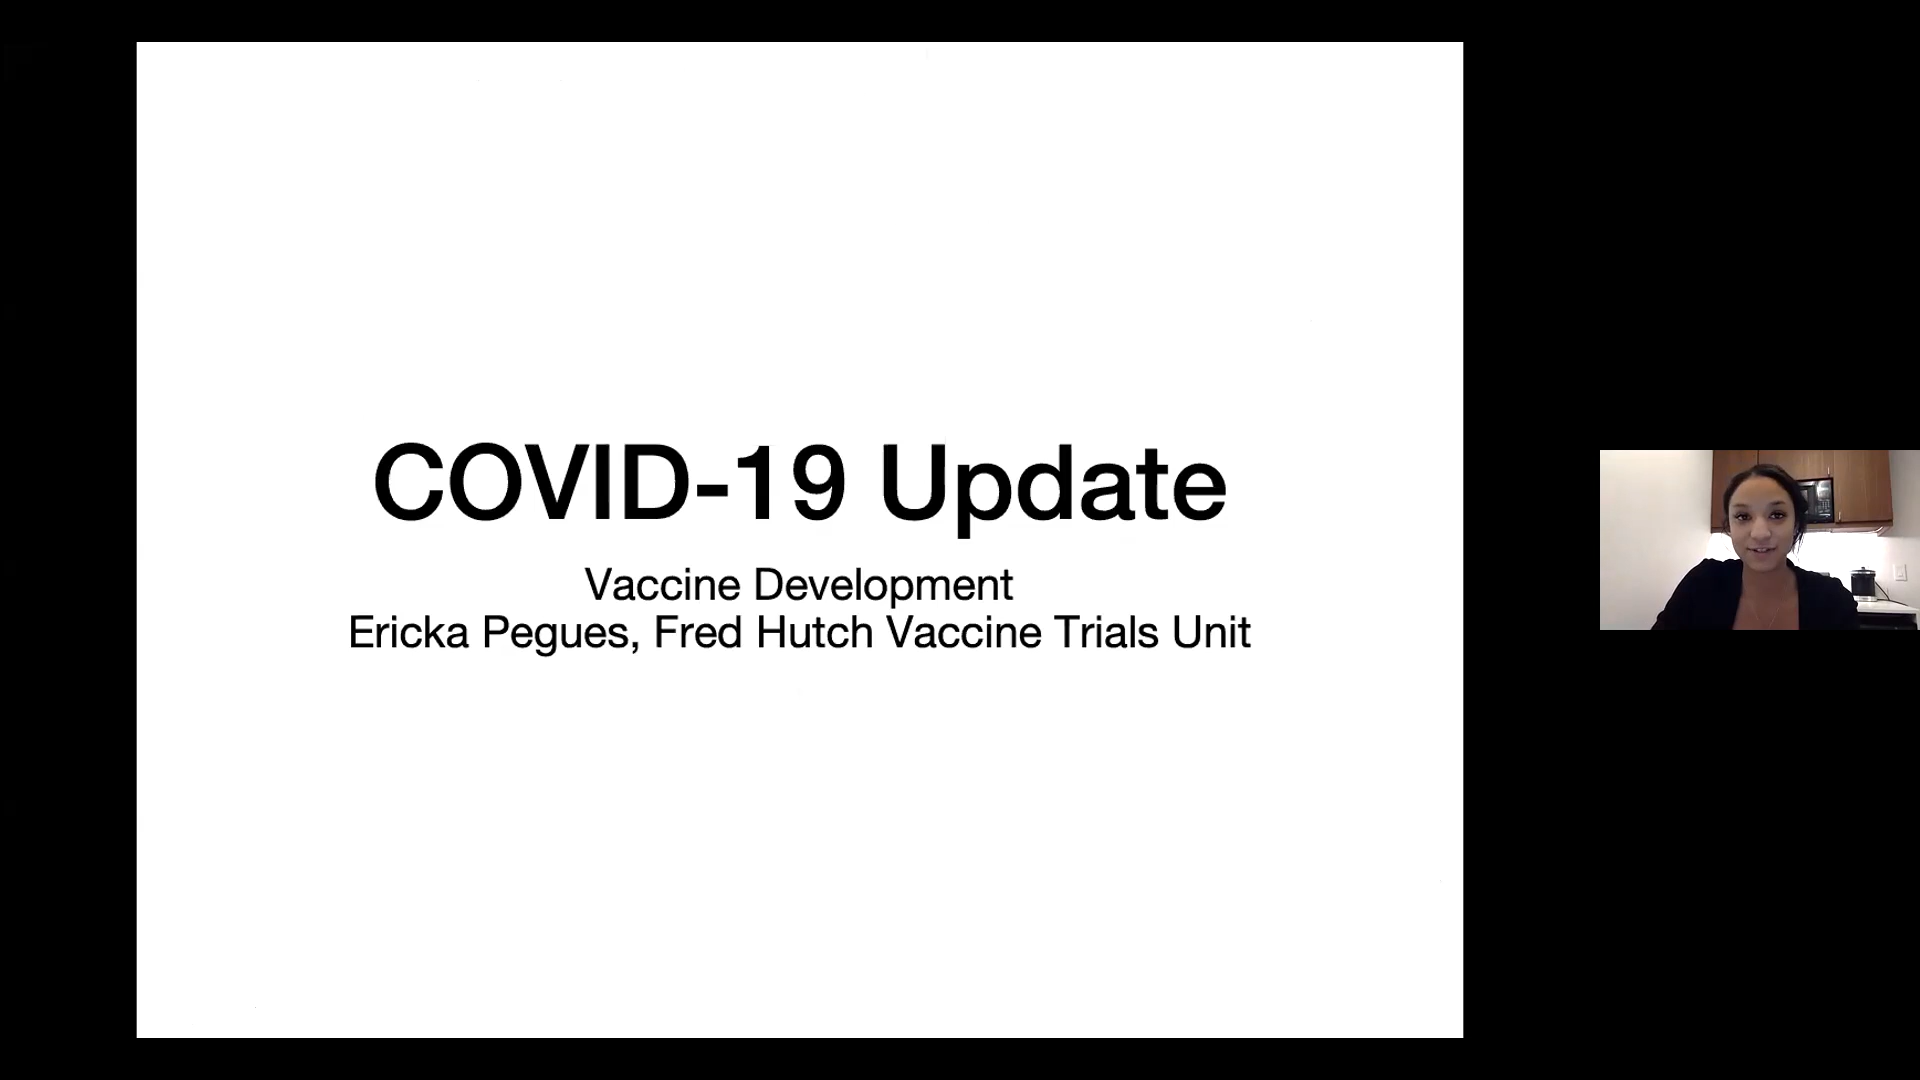 COVID-19 Update
Vaccine Development
Ericka Pegues, Fred Hutch Vaccine Trials Unit